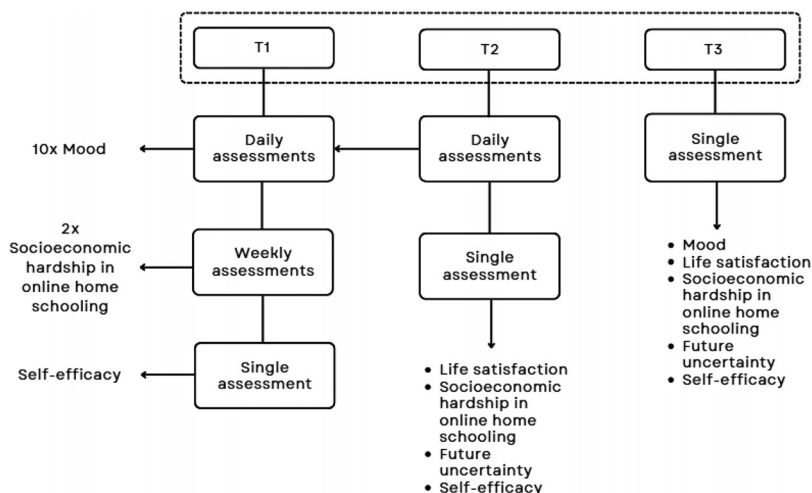 T1
T2
T3
Daily
assessments
Daily
assessments
Single
assessment
10x Mood
2x
Socioeconomic
hardship in
online home
schooling
Weekly
assessments
Single
assessment
• Mood
• Life satisfaction
• Socioeconomic
hardship in
online home
schooling
• Future
uncertainty
• Self-efficacy
Self-efficacy
Single
assessment
• Life satisfaction
• Socioeconomic
hardship in
online home
schooling
• Future
uncertainty
• Self-efficacy